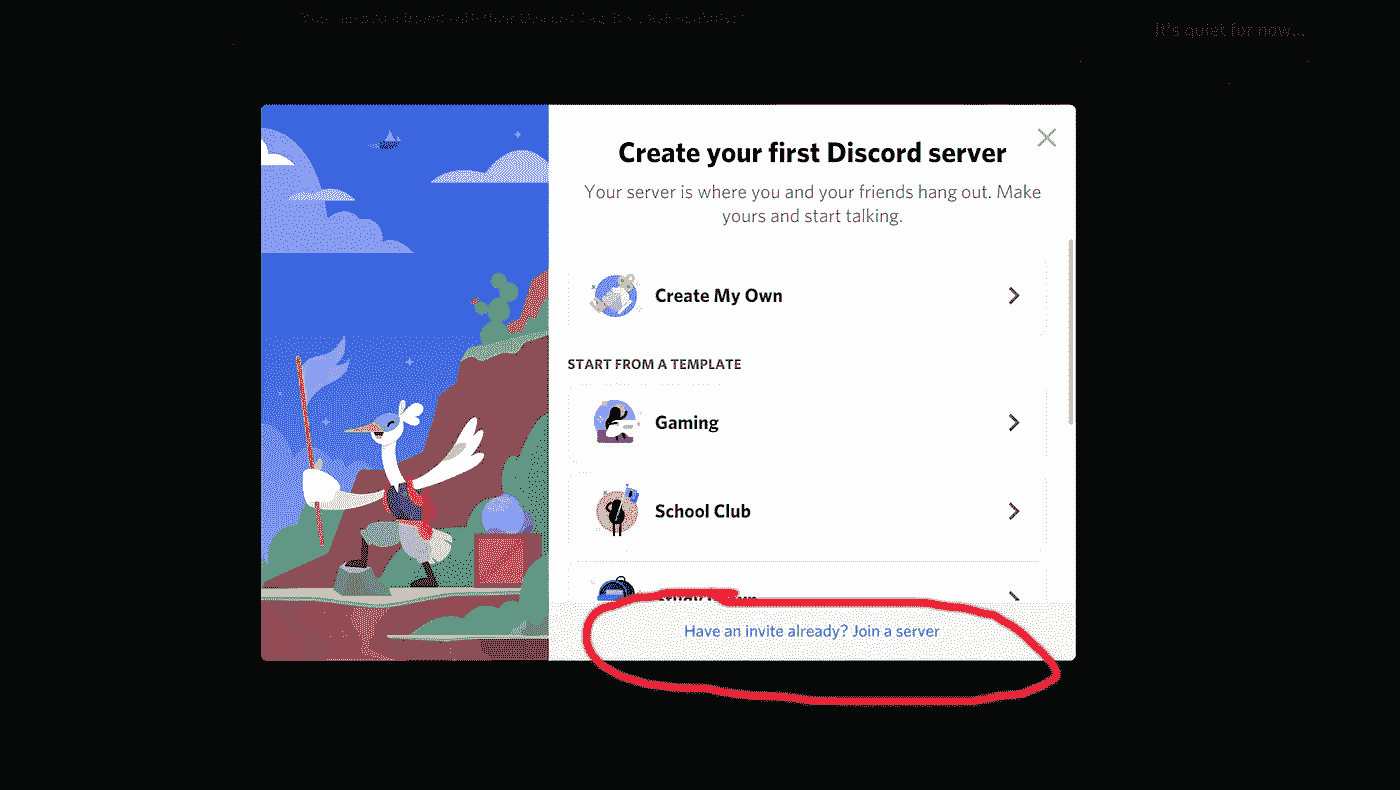 It's quiet for now...
Create your first Discord server
Your server is where you and your friends hang out. Make
yours and start talking.
Create My Own
START FROM A TEMPLATE
Gaming
School Club
Have an invite already? Join a server